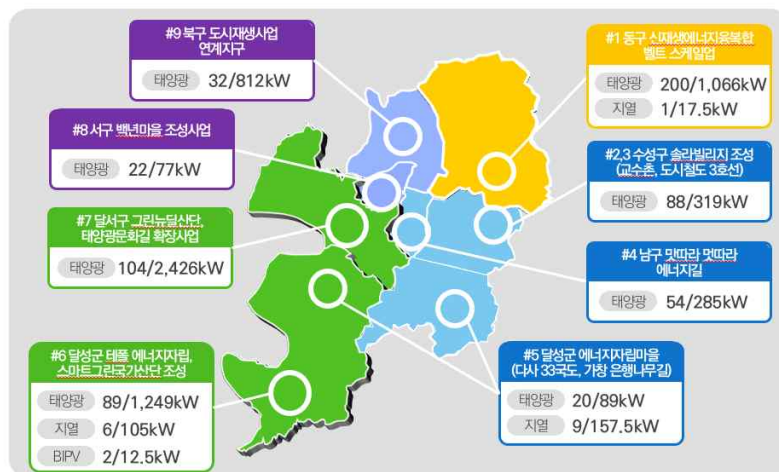 #9 북구 도시재생사업
연계지구
태양광 32/812kW
#8 서구 백년마을 조성사업
태양광 22/77kW
#7 달서구 그린뉴딜산단,
태양광문화길 확장사업
태양광 104/2,426kW
#6 달성군 테폴 에너지자립,
스마트그린국가산단 조성
태양광 89/1,249kW
지열 6/105kW
BIPV 2/12.5kW
#1 동구 신재생에너지융복합
벨트 스케일업
태양광 200/1,066kW
지열 1/17.5kW
#2,3 수성구 솔라빌리지 조성
(교수촌, 도시철도 3호선)
태양광 88/319kW
#4 남구 맛따라 멋따라
에너지길
태양광 54/285kW
#5 달성군 에너지자립마을
(다사 33국도, 가창 은행나무길)
태양광 20/89kW
지열 9/157.5kW